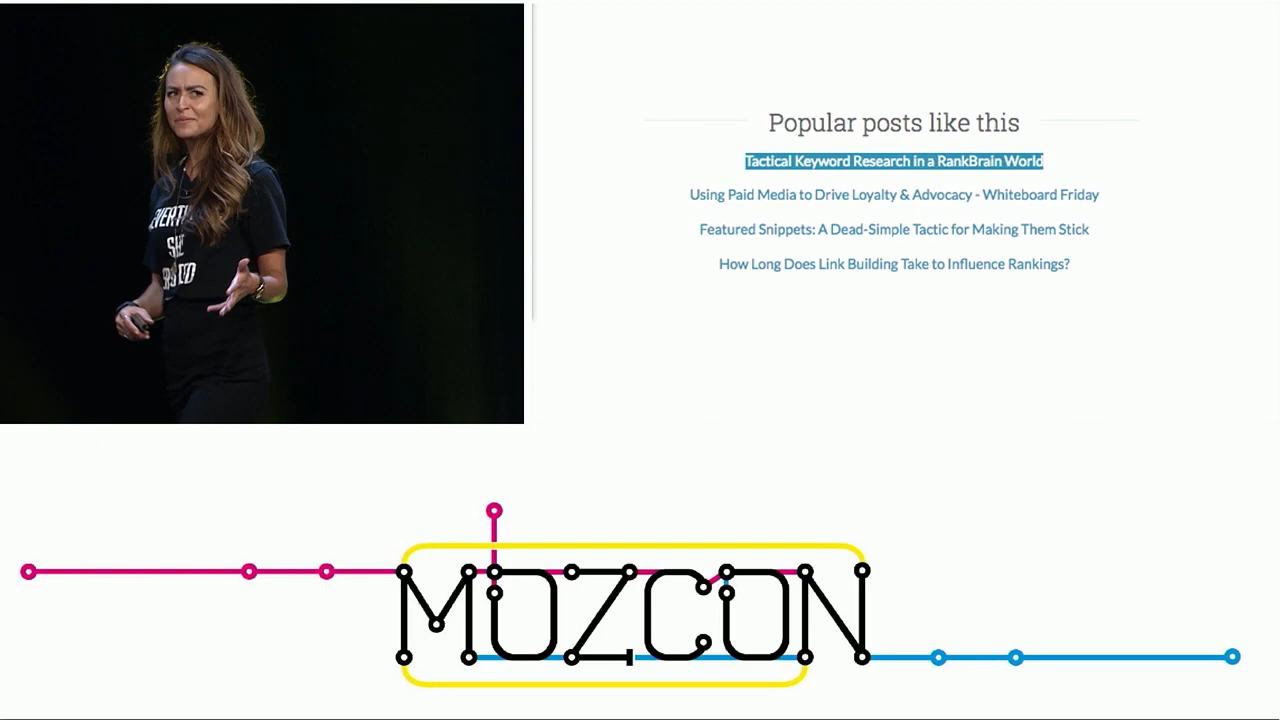 Popular posts like this
Tactical Keyword Research in a RankBrain World
Using Paid Media to Drive Loyalty & Advocacy - Whiteboard Friday
Featured Snippets: A Dead-Simple Tactic for Making Them Stick
How Long Does Link Building Take to Influence Rankings?
SHE
MOZCON